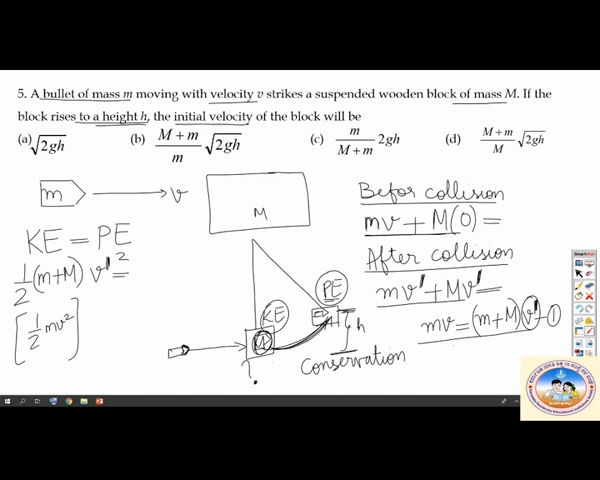 5. A bullet of mass m moving with velocity v strikes a suspended wooden block of mass M. If the
block rises to a height h, the initial velocity of the block will be
(a) √2gh (b) M + m / m √2gh (c) m / M + m 2gh (d) M + m / M √2gh
m → v
M
Befor collision
mv + M(0) =
After collision
mv' + Mv'
mv = (m+M) v' - ①
KE = PE
1/2 (m+M) v'² =
[1/2 mv²]
KE
PE
M
h
Conservation